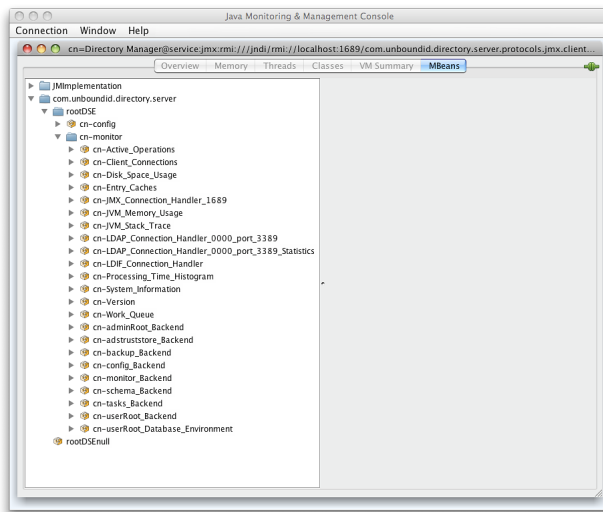 Java Monitoring & Management Console
Connection Window Help
cn=Directory Manager@service:jmx:rmi:///jndi/rmi://localhost:1689/com.unboundid.directory.server.protocols.jmx.client...
Overview Memory Threads Classes VM Summary MBeans
JMImplementation
com.unboundid.directory.server
rootDSE
cn-config
cn-monitor
cn-Active_Operations
cn-Client_Connections
cn-Disk_Space_Usage
cn-Entry_Caches
cn-JMX_Connection_Handler_1689
cn-JVM_Memory_Usage
cn-JVM_Stack_Trace
cn-LDAP_Connection_Handler_0000_port_3389
cn-LDAP_Connection_Handler_0000_port_3389_Statistics
cn-LDIF_Connection_Handler
cn-Processing_Time_Histogram
cn-System_Information
cn-Version
cn-Work_Queue
cn-adminRoot_Backend
cn-adstruststore_Backend
cn-backup_Backend
cn-config_Backend
cn-monitor_Backend
cn-schema_Backend
cn-tasks_Backend
cn-userRoot_Backend
cn-userRoot_Database_Environment
rootDSEnull